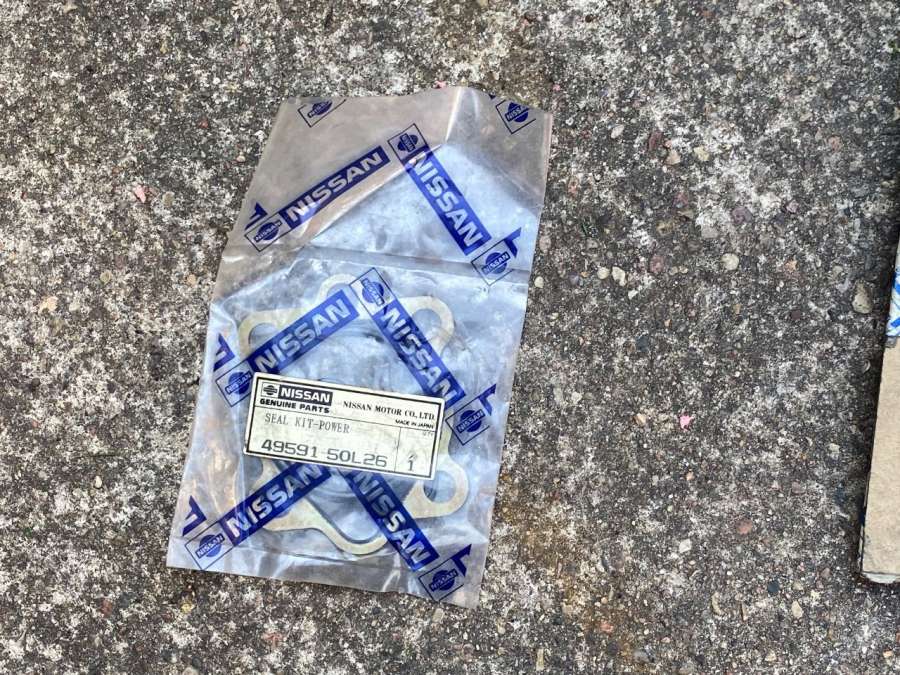 NISSAN
NISSAN
NISSAN
NISSAN
NISSAN
GENUINE PARTS
NISSAN MOTOR CO., LTD.
MADE IN JAPAN
SEAL KIT-POWER
49591-50L26
1
NISSAN
NISSAN